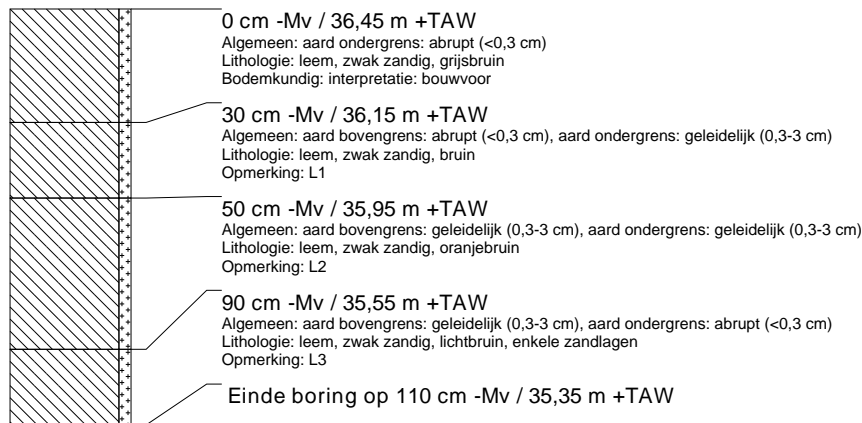 0 cm -Mv / 36,45 m +TAW
Algemeen: aard ondergrens: abrupt (<0,3 cm)
Lithologie: leem, zwak zandig, grijsbruin
Bodemkundig: interpretatie: bouwvoor
30 cm -Mv / 36,15 m +TAW
Algemeen: aard bovengrens: abrupt (<0,3 cm), aard ondergrens: geleidelijk (0,3-3 cm)
Lithologie: leem, zwak zandig, bruin
Opmerking: L1
50 cm -Mv / 35,95 m +TAW
Algemeen: aard bovengrens: geleidelijk (0,3-3 cm), aard ondergrens: geleidelijk (0,3-3 cm)
Lithologie: leem, zwak zandig, oranjebruin
Opmerking: L2
90 cm -Mv / 35,55 m +TAW
Algemeen: aard bovengrens: geleidelijk (0,3-3 cm), aard ondergrens: abrupt (<0,3 cm)
Lithologie: leem, zwak zandig, lichtbruin, enkele zandlagen
Opmerking: L3
Einde boring op 110 cm -Mv / 35,35 m +TAW